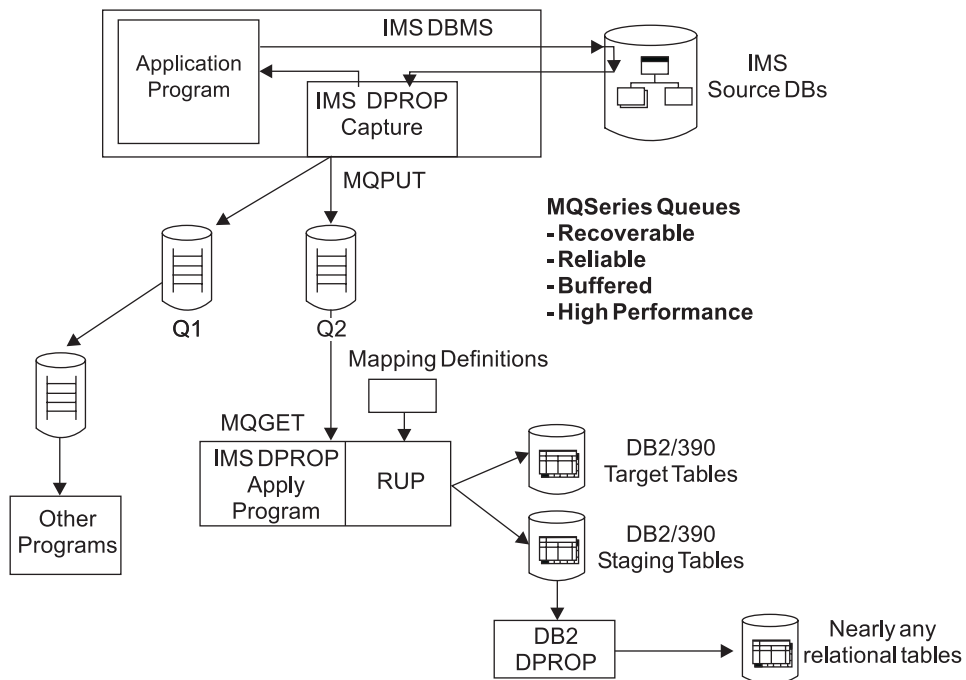 IMS DBMS
Application
Program
IMS DPROP
Capture
IMS
Source DBs
MQPUT
MQSeries Queues
- Recoverable
- Reliable
- Buffered
- High Performance
Q1
Q2
Mapping Definitions
MQGET
IMS DPROP
Apply
Program
RUP
DB2/390
Target Tables
Other
Programs
DB2/390
Staging Tables
DB2
DPROP
Nearly any
relational tables